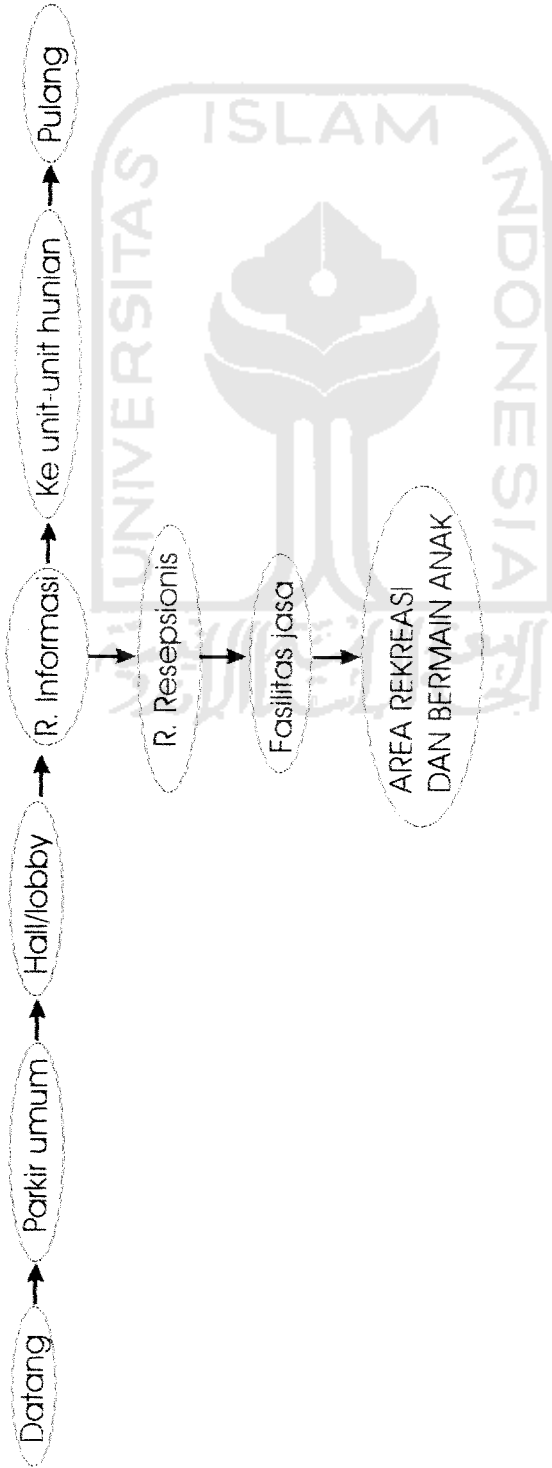 Datang
Parkir umum
Hall/lobby
R. Informasi
Ke unit-unit hunian
Pulang
R. Resepsionis
Fasilitas jasa
AREA REKREASI
DAN BERMAIN ANAK
UNIVERSITAS
ISLAM
INDONESIA